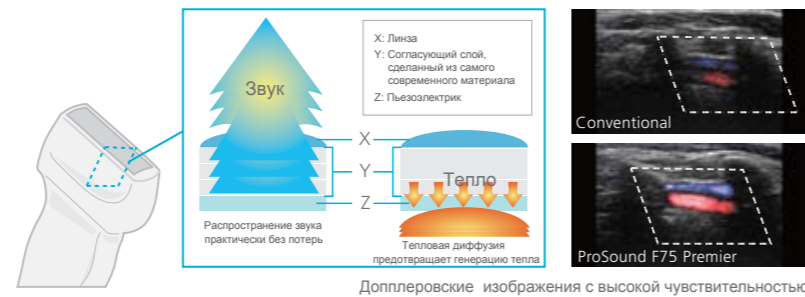 X: Линза
Y: Согласующий слой,
сделанный из самого
современного материала
Z: Пьезоэлектрик
Звук
X
Y
Z
Тепло
Распространение звука
практически без потерь
Тепловая диффузия
предотвращает генерацию тепла
Conventional
ProSound F75 Premier
Допплеровские изображения с высокой чувствительностью